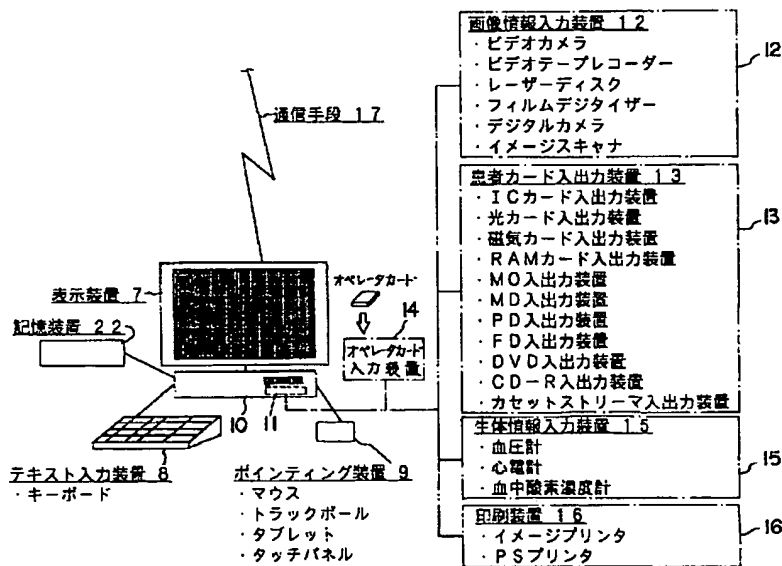 画像情報入力装置 12
・ビデオカメラ
・ビデオテープレコーダー
・レーザーディスク
・フィルムデジタイザー
・デジタルカメラ
・イメージスキャナ
12
通信手段 17
患者カード入出力装置 13
・ICカード入出力装置
・光カード入出力装置
・磁気カード入出力装置
・RAMカード入出力装置
・MO入出力装置
・MD入出力装置
・PD入出力装置
・FD入出力装置
・DVD入出力装置
・CD-R入出力装置
・カセットストリーマ入出力装置
13
表示装置 7
オペレータカード
14
オペレータカード
入力装置
記憶装置 22
10
11
8
テキスト入力装置 8
・キーボード
ポインティング装置 9
・マウス
・トラックボール
・タブレット
・タッチパネル
生体情報入力装置 15
・血圧計
・心電計
・血中酸素濃度計
15
印刷装置 16
・イメージプリンタ
・PSプリンタ
16